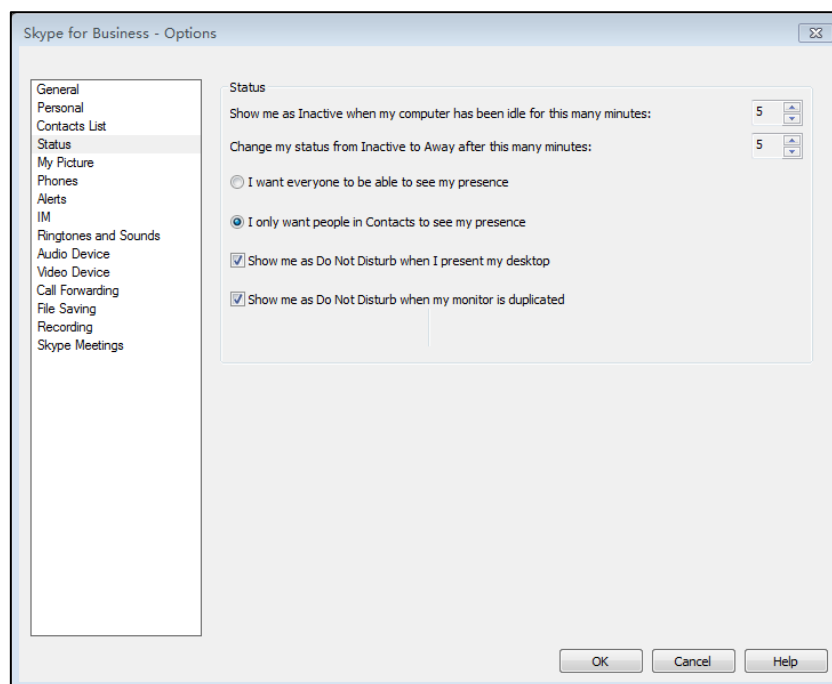 Skype for Business - Options
General
Personal
Contacts List
Status
My Picture
Phones
Alerts
IM
Ringtones and Sounds
Audio Device
Video Device
Call Forwarding
File Saving
Recording
Skype Meetings
Status
Show me as Inactive when my computer has been idle for this many minutes: 5
Change my status from Inactive to Away after this many minutes: 5
I want everyone to be able to see my presence
I only want people in Contacts to see my presence
Show me as Do Not Disturb when I present my desktop
Show me as Do Not Disturb when my monitor is duplicated
OK Cancel Help